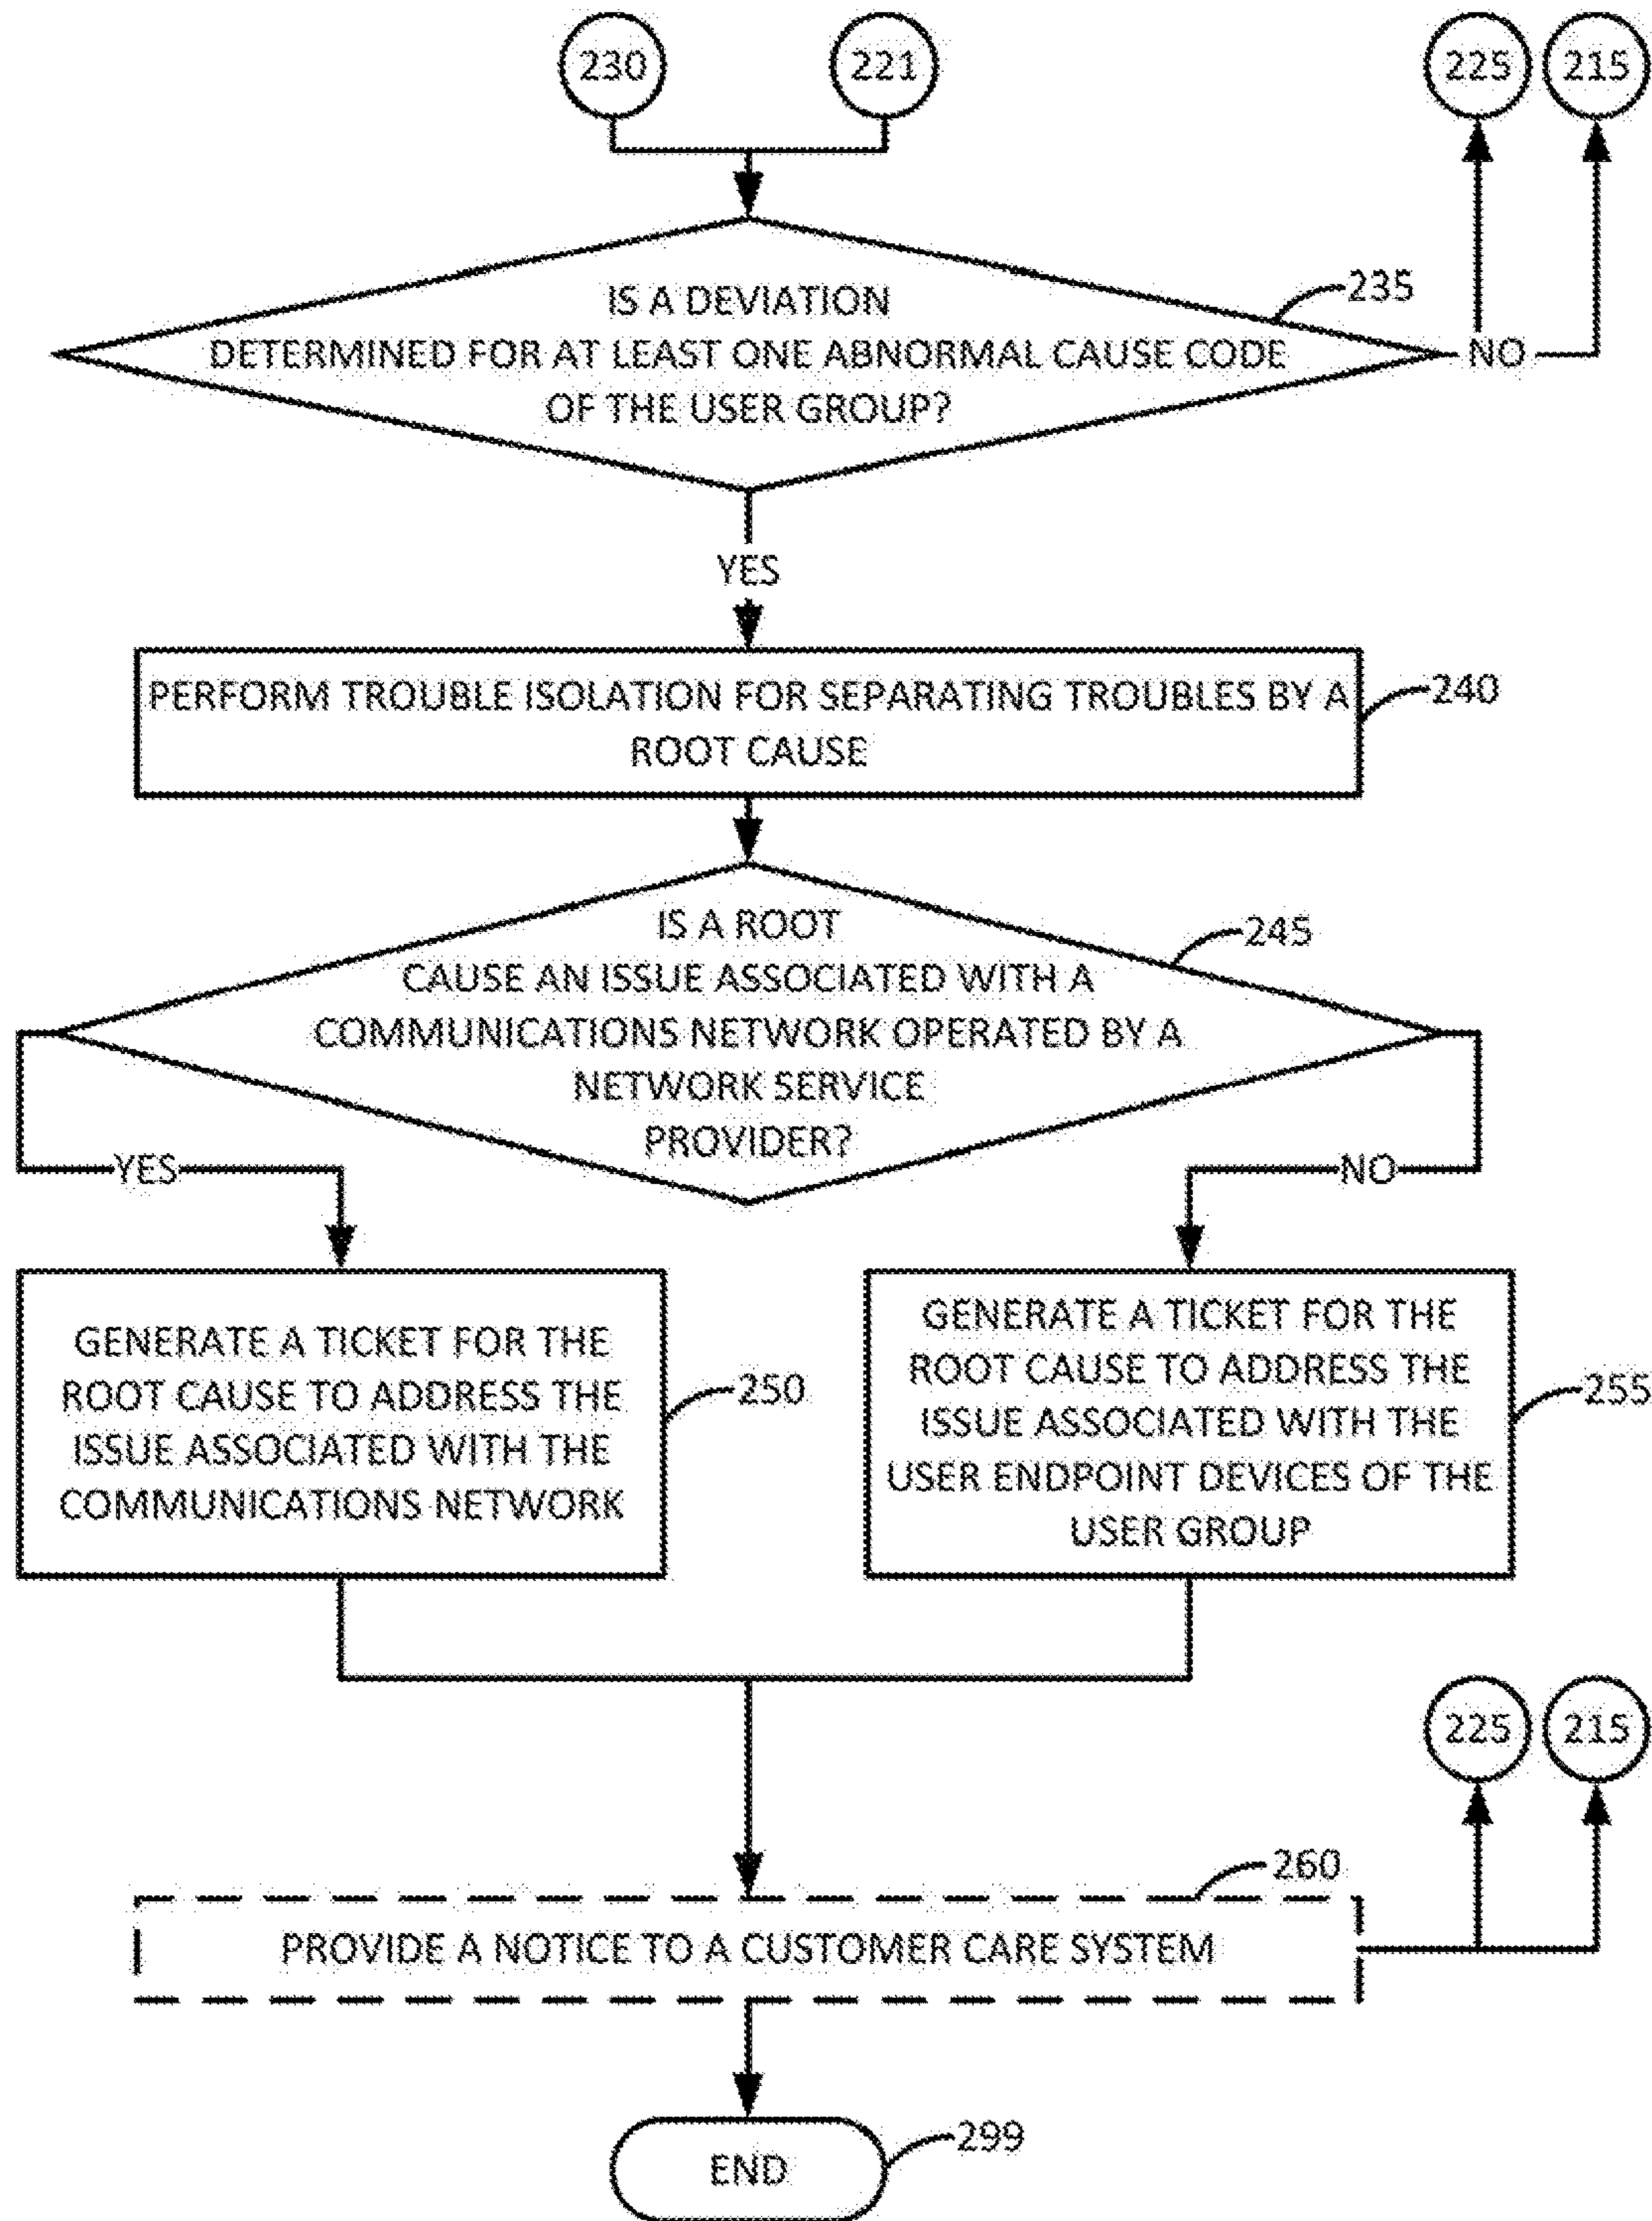 230
221
225
215
IS A DEVIATION
DETERMINED FOR AT LEAST ONE ABNORMAL CAUSE CODE
OF THE USER GROUP?
235
NO
YES
PERFORM TROUBLE ISOLATION FOR SEPARATING TROUBLES BY A
ROOT CAUSE
240
IS A ROOT
CAUSE AN ISSUE ASSOCIATED WITH A
COMMUNICATIONS NETWORK OPERATED BY A
NETWORK SERVICE
PROVIDER?
245
YES
NO
GENERATE A TICKET FOR THE
ROOT CAUSE TO ADDRESS THE
ISSUE ASSOCIATED WITH THE
COMMUNICATIONS NETWORK
250
GENERATE A TICKET FOR THE
ROOT CAUSE TO ADDRESS THE
ISSUE ASSOCIATED WITH THE
USER ENDPOINT DEVICES OF THE
USER GROUP
255
225
215
260
PROVIDE A NOTICE TO A CUSTOMER CARE SYSTEM
END
299